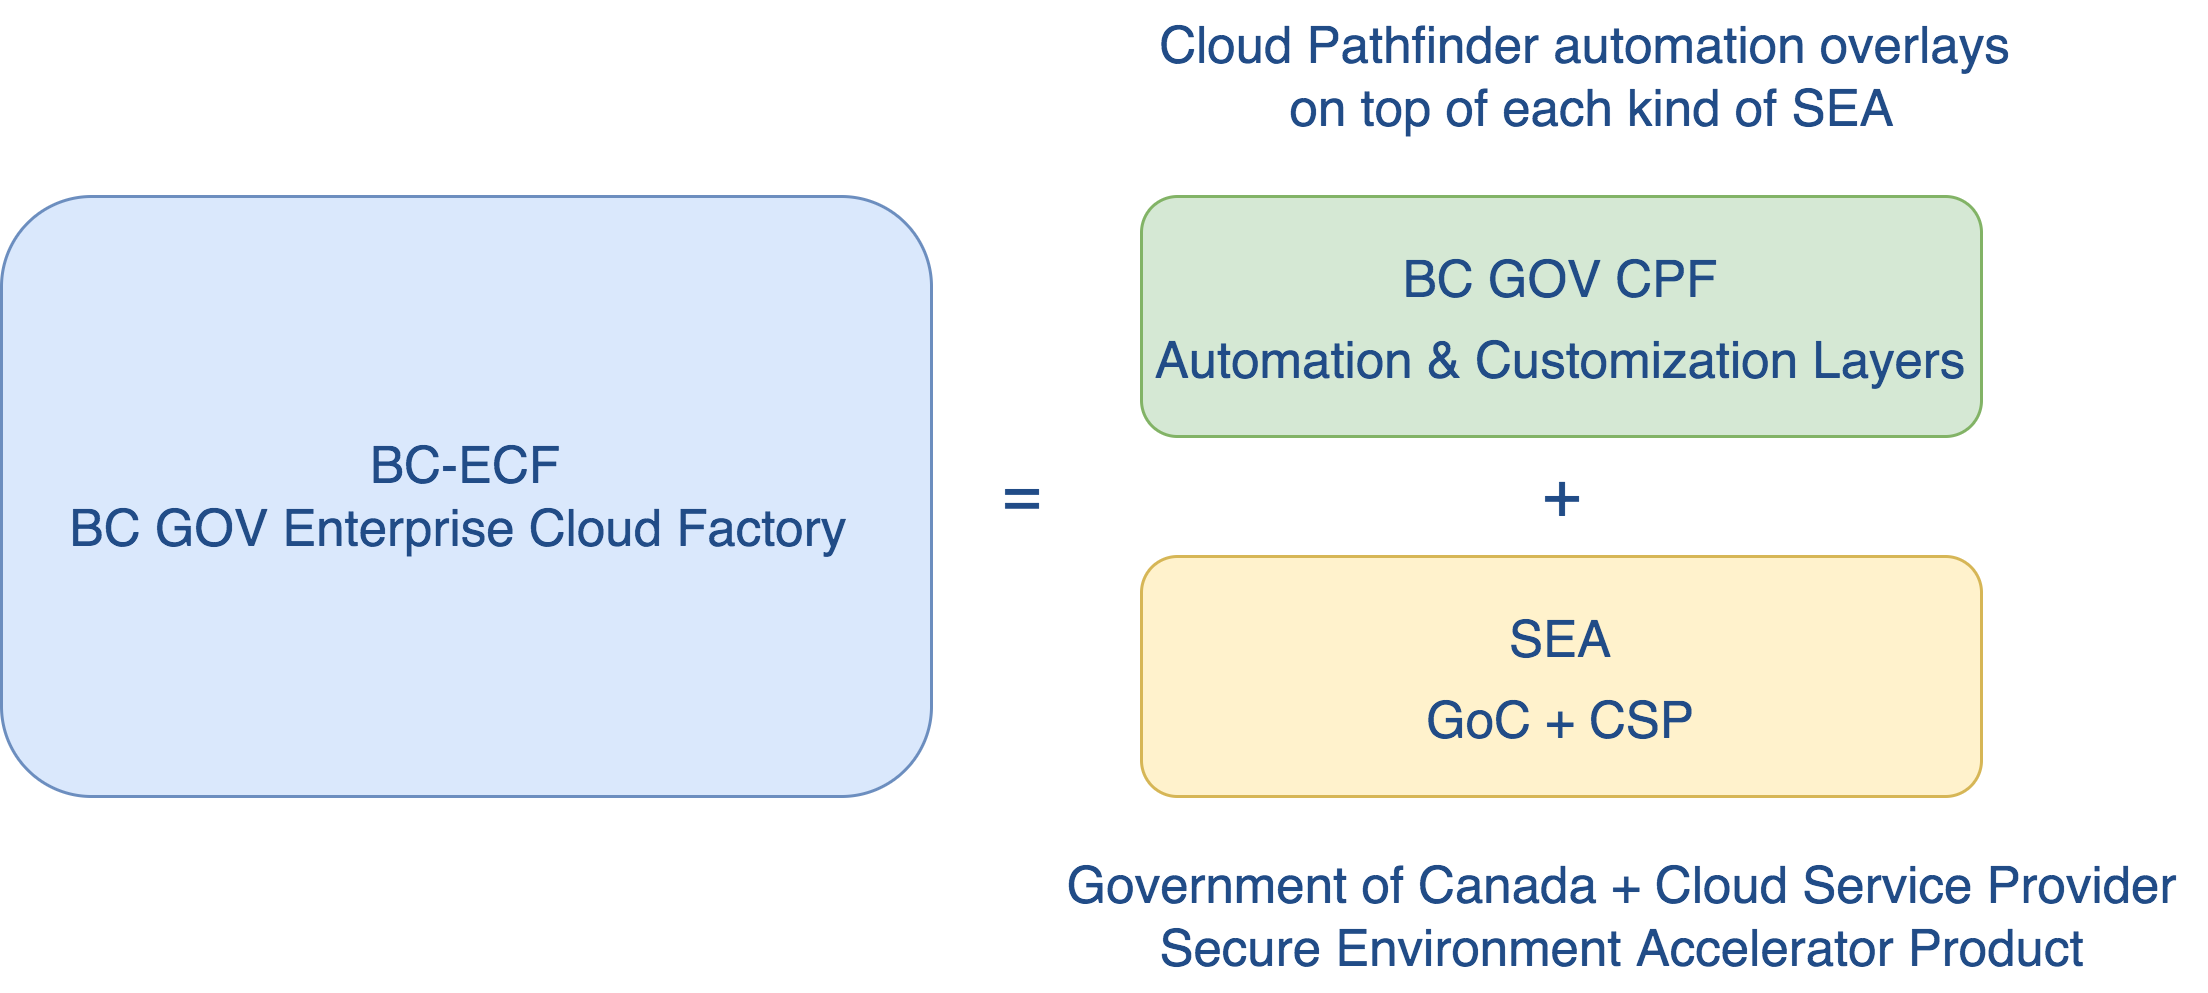 Cloud Pathfinder automation overlays
on top of each kind of SEA
BC-ECF
BC GOV Enterprise Cloud Factory
=
BC GOV CPF
Automation & Customization Layers
+
SEA
GoC + CSP
Government of Canada + Cloud Service Provider
Secure Environment Accelerator Product